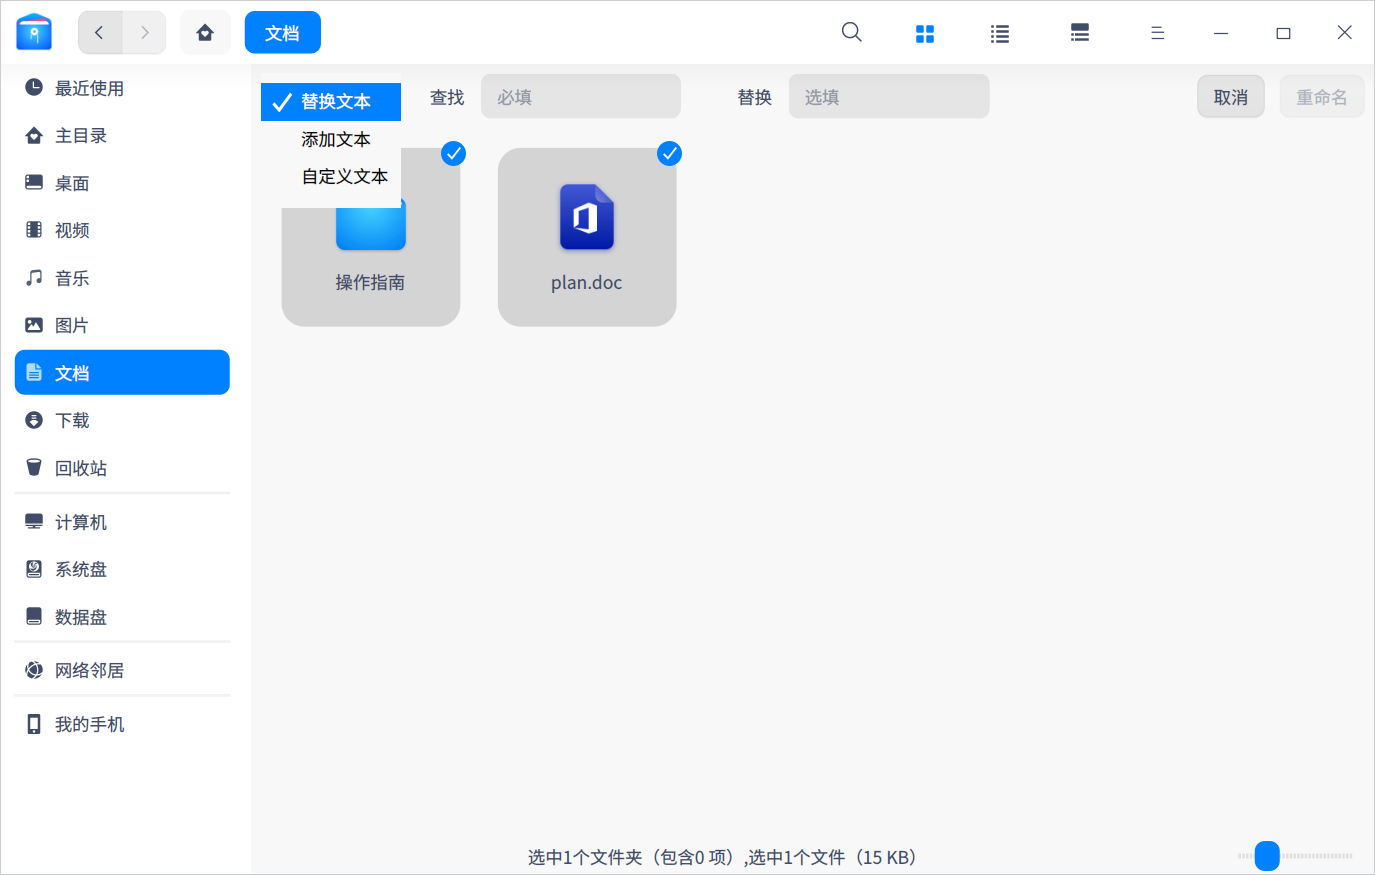 文档
最近使用
主目录
桌面
视频
音乐
图片
文档
下载
回收站
计算机
系统盘
数据盘
网络邻居
我的手机
替换文本
添加文本
自定义文本
查找
必填
替换
选填
取消
重命名
操作指南
plan.doc
选中1个文件夹（包含0 项）,选中1个文件（15 KB）